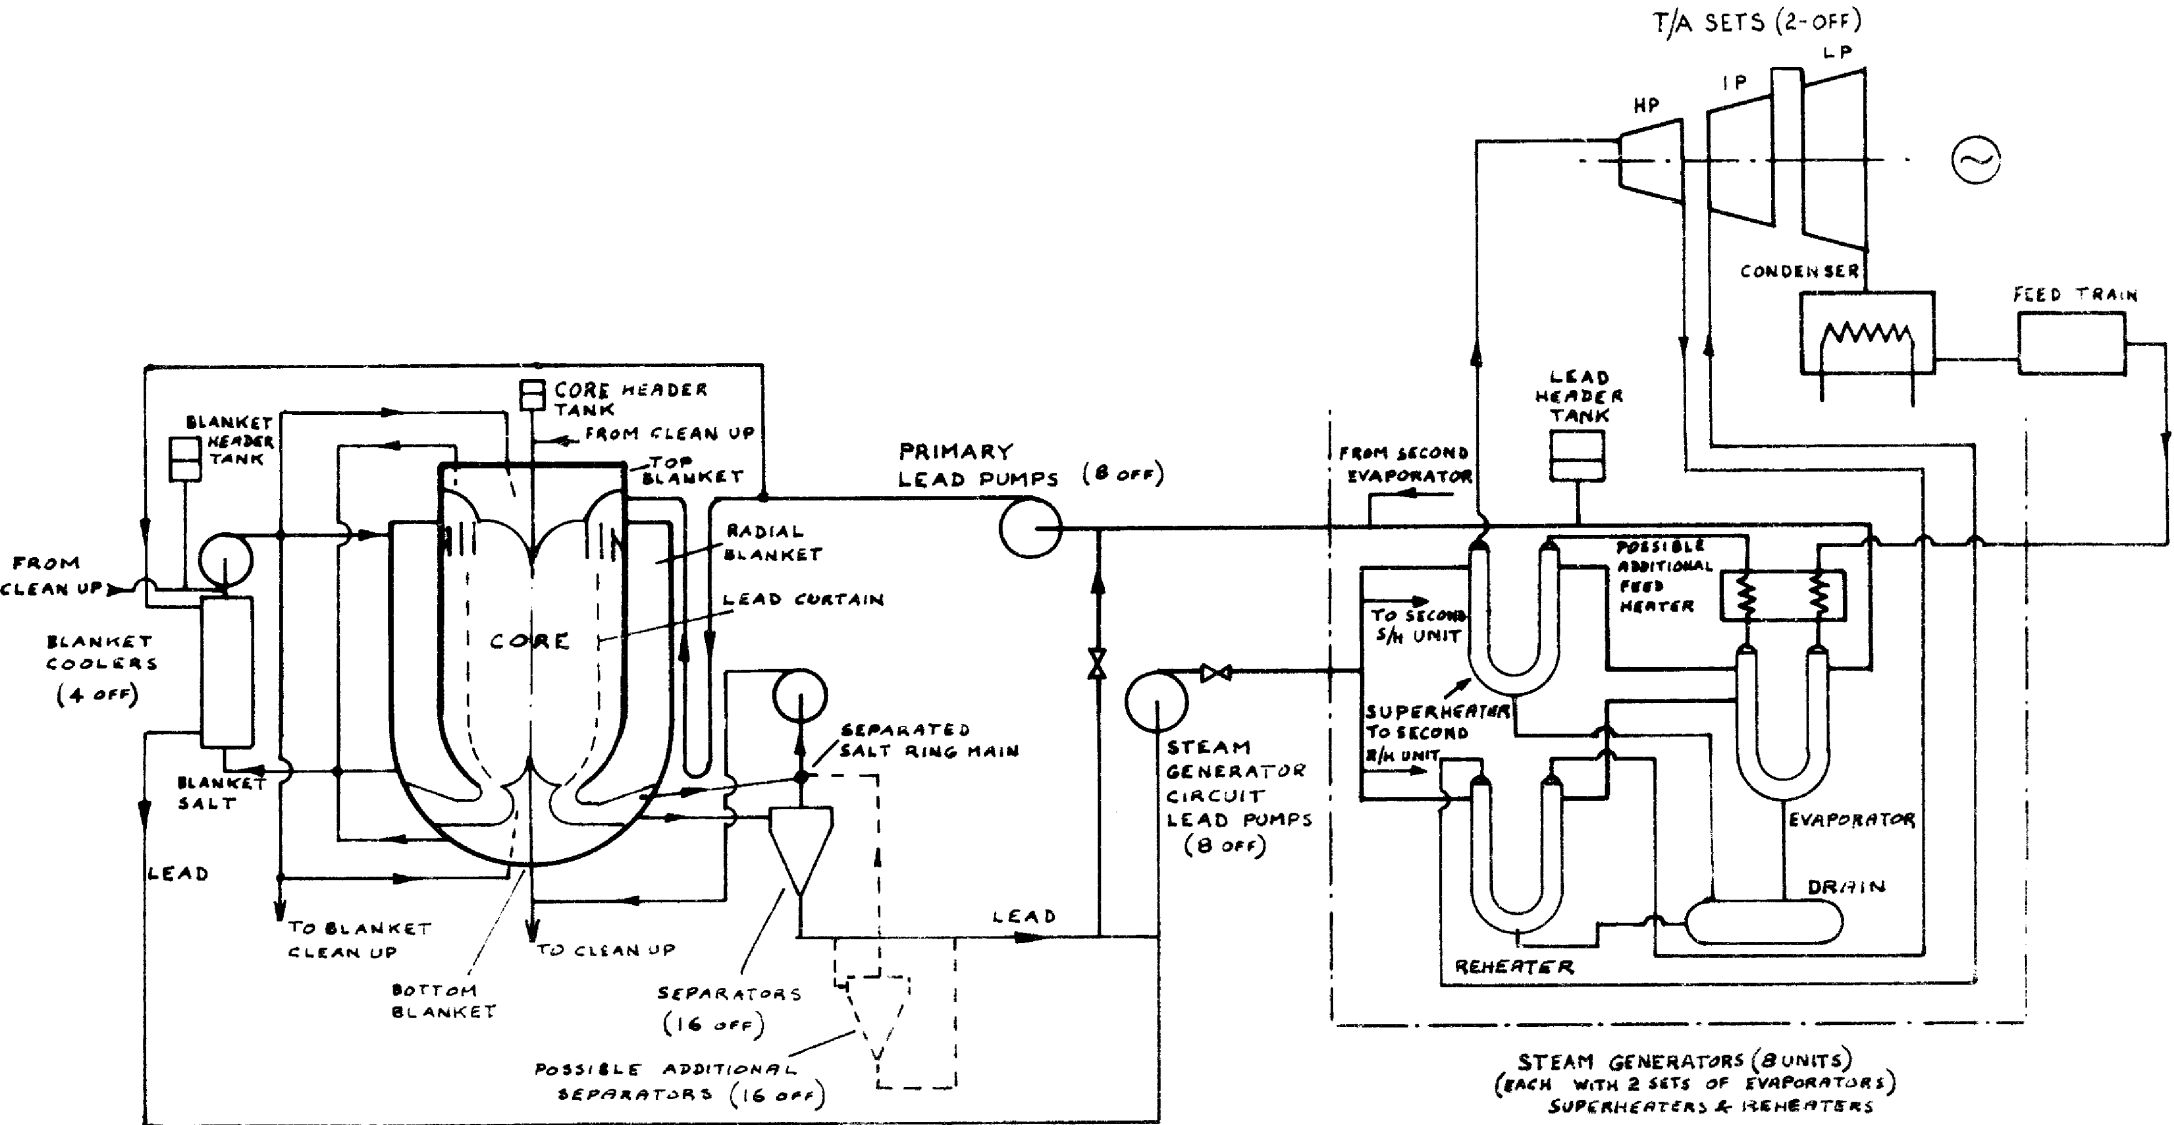 T/A SETS (2-OFF)
LP
IP
HP
CONDENSER
FEED TRAIN
LEAD
HEADER
TANK
CORE HEADER
TANK
FROM CLEAN UP
BLANKET
HEADER
TANK
TOP
BLANKET
PRIMARY
LEAD PUMPS (8 OFF)
FROM SECOND
EVAPORATOR
RADIAL
BLANKET
FROM
CLEAN UP
LEAD CURTAIN
CORE
BLANKET
COOLERS
(4 OFF)
POSSIBLE
ADDITIONAL
FEED
HEATER
TO SECOND
S/H UNIT
SUPERHEATER
TO SECOND
R/H UNIT
SEPARATED
SALT RING MAIN
STEAM
GENERATOR
CIRCUIT
LEAD PUMPS
(8 OFF)
BLANKET
SALT
EVAPORATOR
LEAD
DRAIN
LEAD
TO BLANKET
CLEAN UP
TO CLEAN UP
REHEATER
BOTTOM
BLANKET
SEPARATORS
(16 OFF)
POSSIBLE ADDITIONAL
SEPARATORS (16 OFF)
STEAM GENERATORS (8 UNITS)
(EACH WITH 2 SETS OF EVAPORATORS)
SUPERHEATERS & REHEATERS